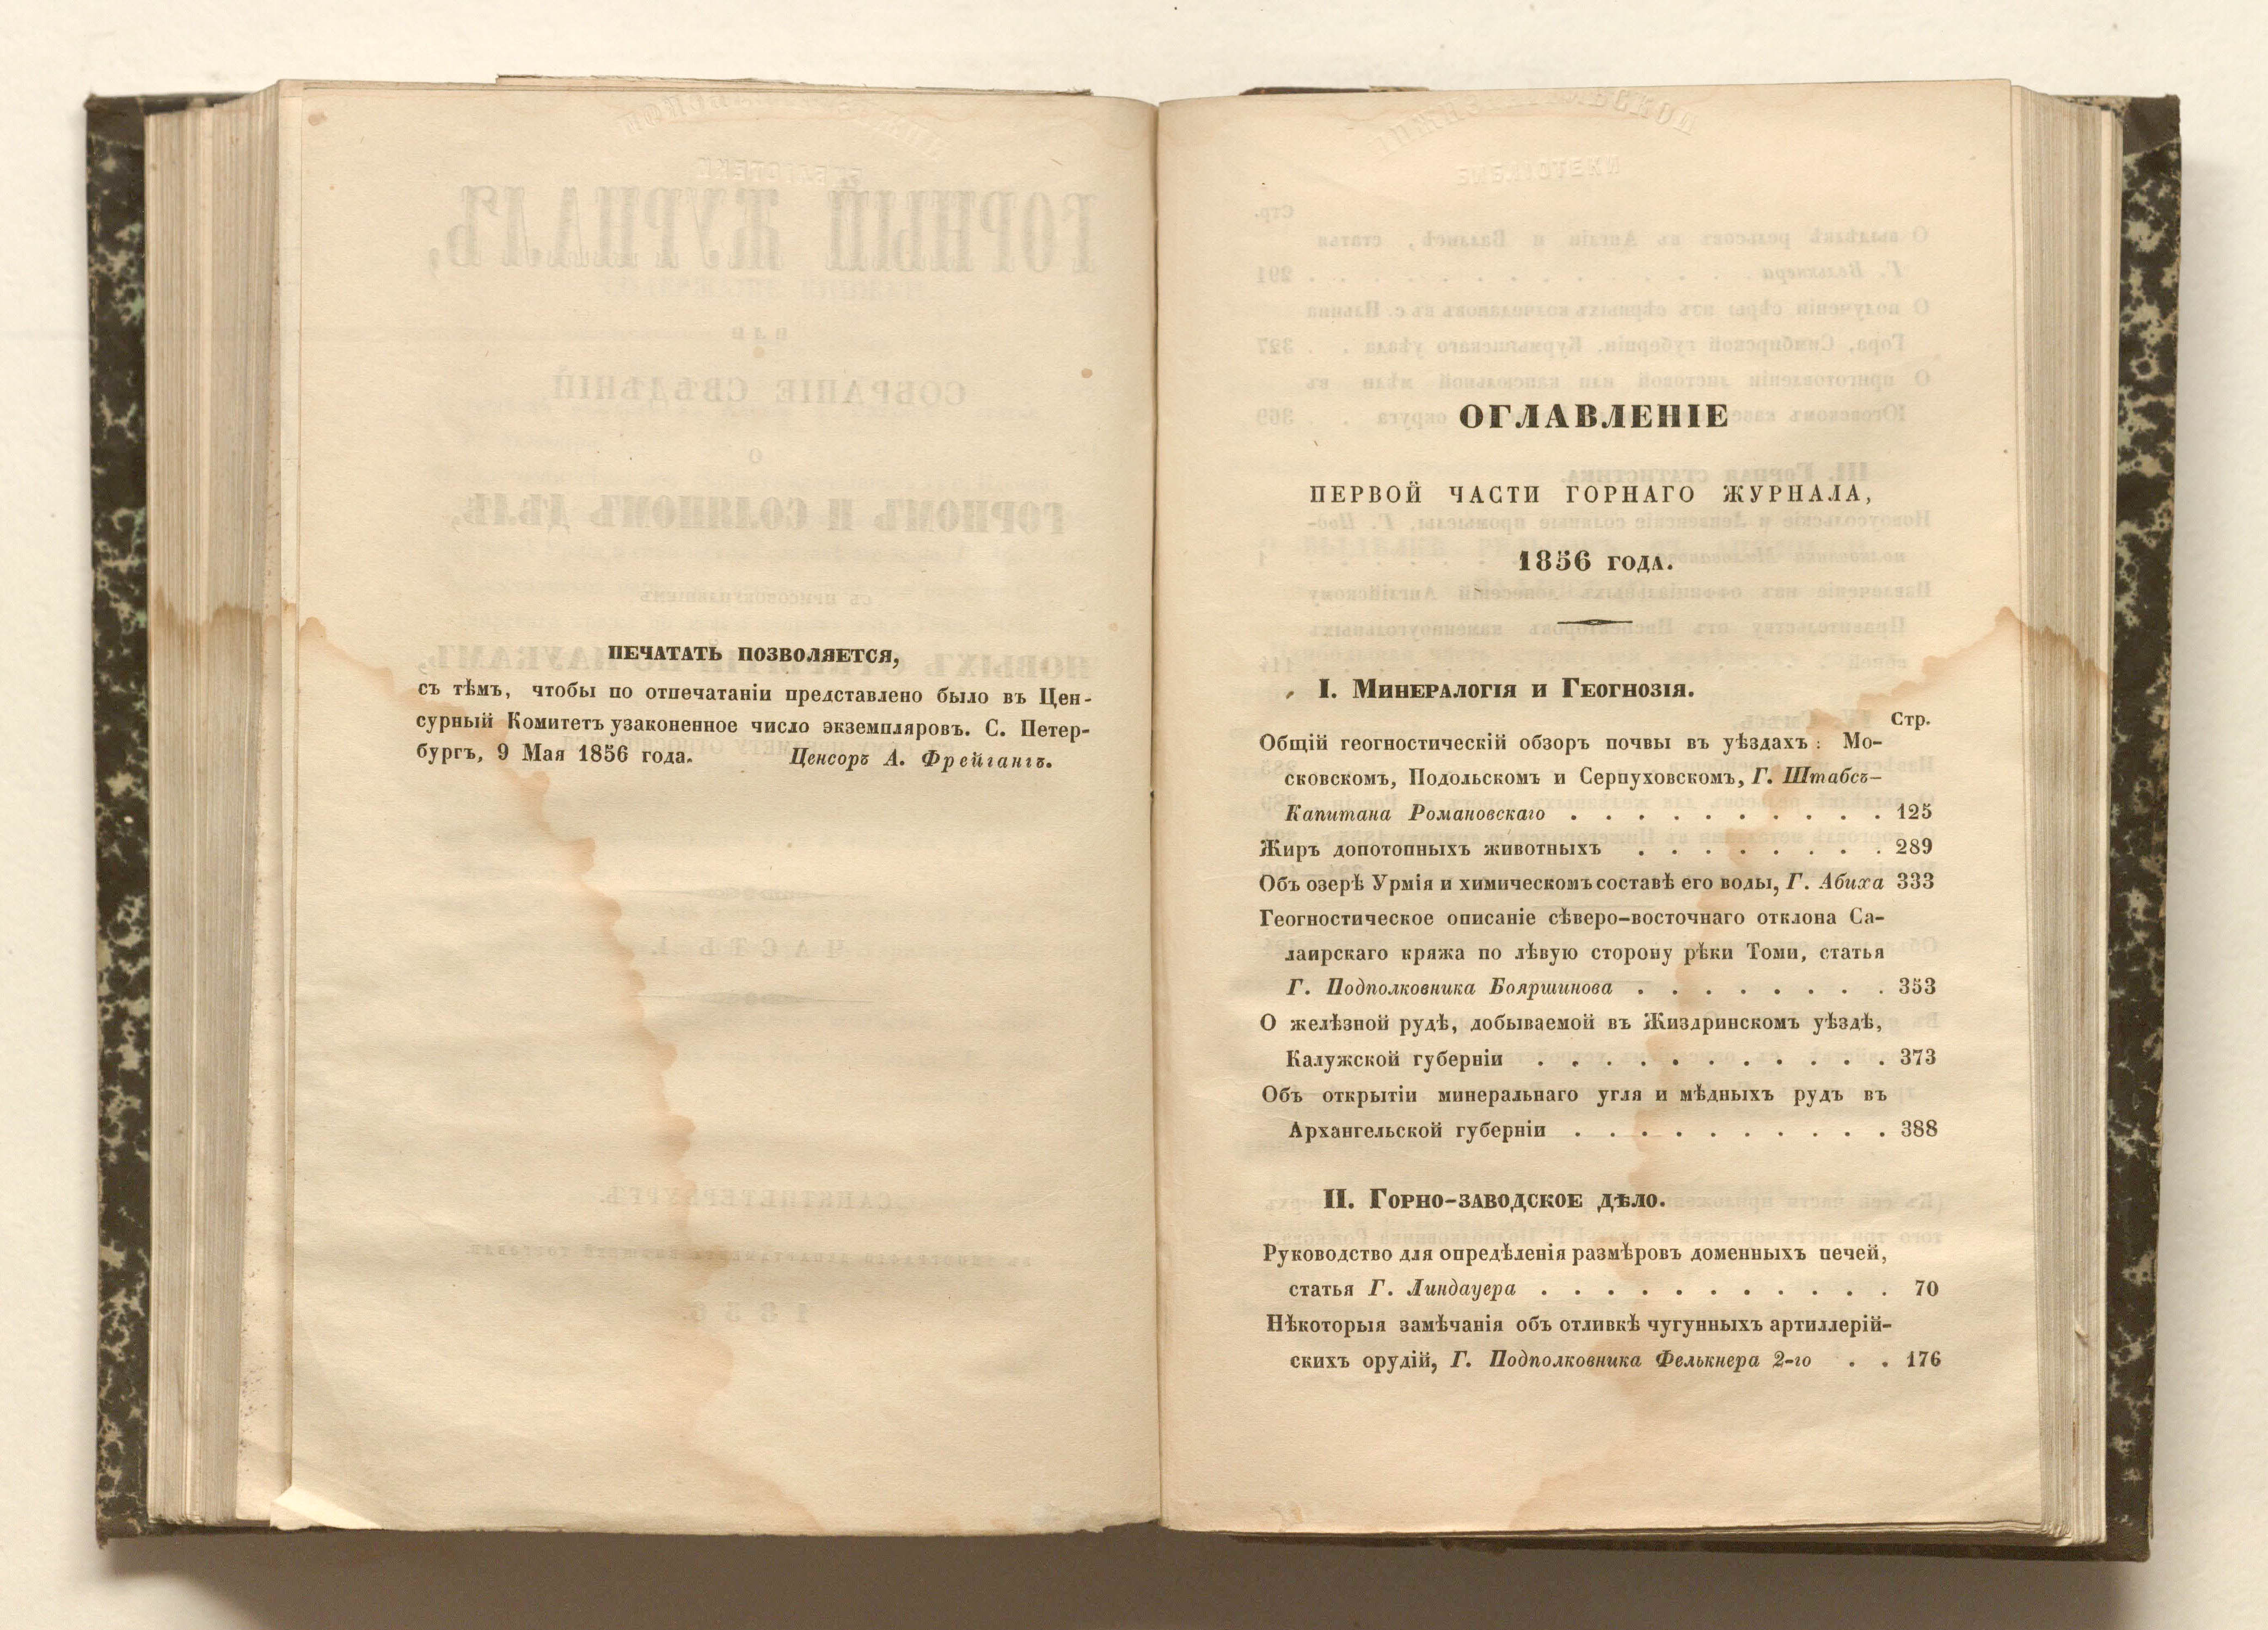 ПЕЧАТАТЬ ПОЗВОЛЯЕТСЯ,
съ тѣмъ, чтобы по отпечатаніи представлено было въ Цен-
сурный Комитетъ узаконенное число экземпляровъ. С. Петер-
бургъ, 9 Мая 1856 года. Ценсоръ А. Фрейгангъ.
БИБЛІОТЕКИ
ОГЛАВЛЕНІЕ
ПЕРВОЙ ЧАСТИ ГОРНАГО ЖУРНАЛА,
1856 ГОДА.
I. Минералогія и Геогнозія.
Стр.
Общій геогностическій обзоръ почвы въ уѣздахъ: Мо-
сковскомъ, Подольскомъ и Серпуховскомъ, Г. Штабсъ-
Капитана Романовскаго . . . . . . . . . . 125
Жиръ допотопныхъ животныхъ . . . . . . . . 289
Объ озерѣ Урмія и химическомъ составѣ его воды, Г. Абиха 333
Геогностическое описаніе сѣверо-восточнаго отклона Са-
лаирскаго кряжа по лѣвую сторону рѣки Томи, статья
Г. Подполковника Бояршинова . . . . . . . . 353
О желѣзной рудѣ, добываемой въ Жиздринскомъ уѣздѣ,
Калужской губерніи . . . . . . . . . . . 373
Объ открытіи минеральнаго угля и мѣдныхъ рудъ въ
Архангельской губерніи . . . . . . . . . . 388
II. Горно-заводское дѣло.
Руководство для опредѣленія размѣровъ доменныхъ печей,
статья Г. Линдауера . . . . . . . . . . . 70
Нѣкоторыя замѣчанія объ отливкѣ чугунныхъ артиллерій-
скихъ орудій, Г. Подполковника Фелькнера 2-го . . 176